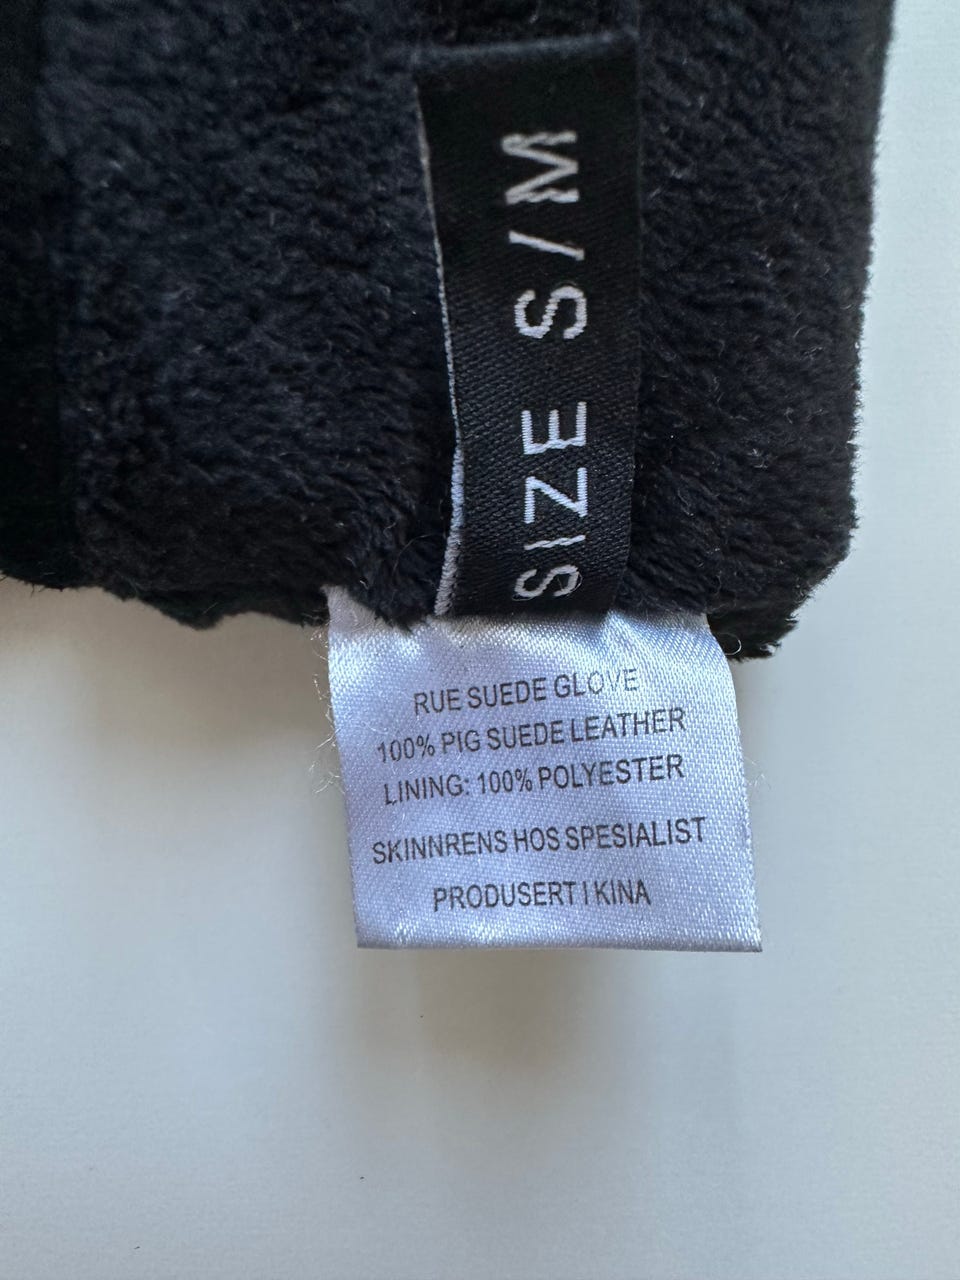 SIZE S/M
RUE SUEDE GLOVE
100% PIG SUEDE LEATHER
LINING: 100% POLYESTER
SKINNRENS HOS SPESIALIST
PRODUSERT I KINA